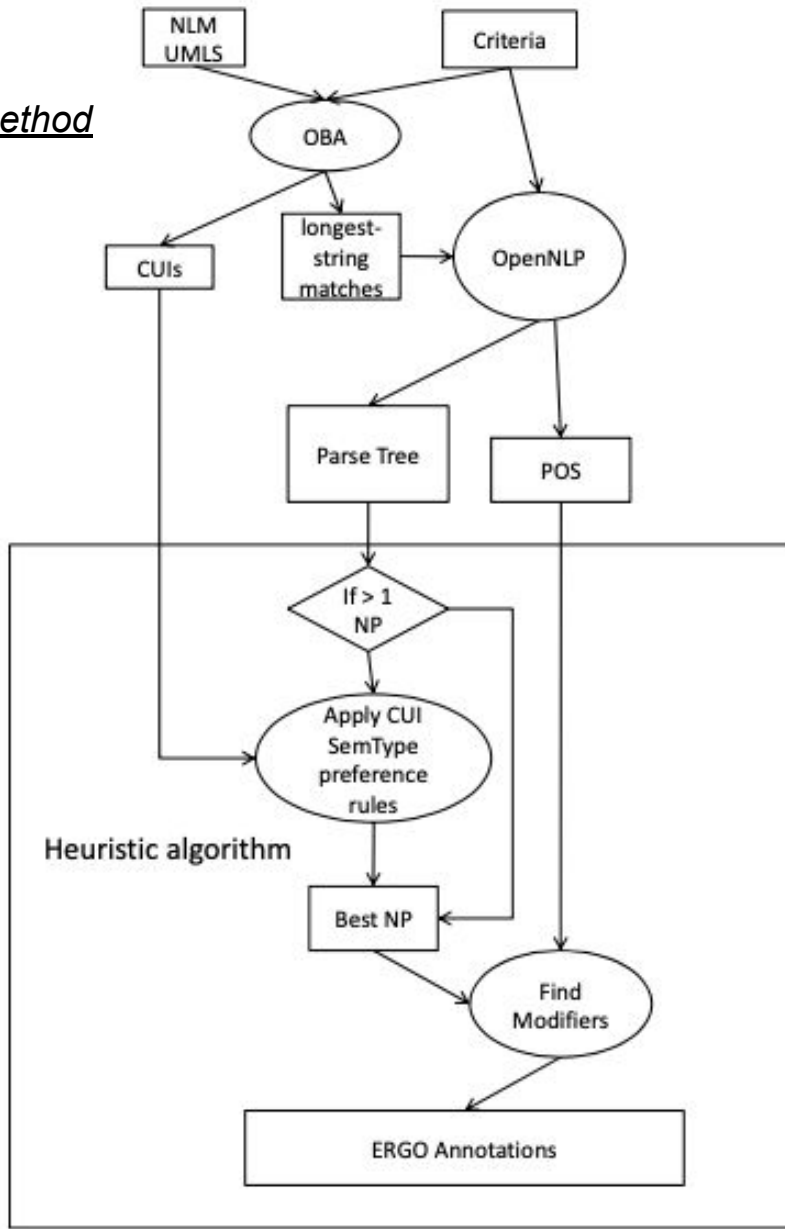 NLM
UMLS
Criteria
ethod
OBA
longest-
string
matches
OpenNLP
CUIs
Parse Tree
POS
If > 1
NP
Apply CUI
SemType
preference
rules
Heuristic algorithm
Best NP
Find
Modifiers
ERGO Annotations